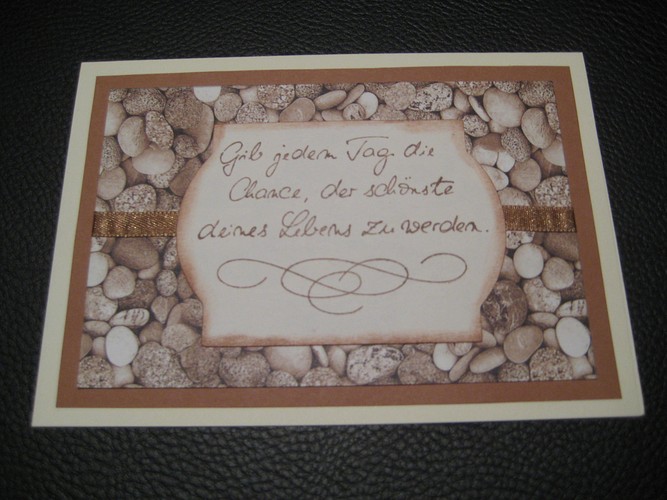 Gib jedem Tag die
Chance, der schönste
deines Lebens zu werden.